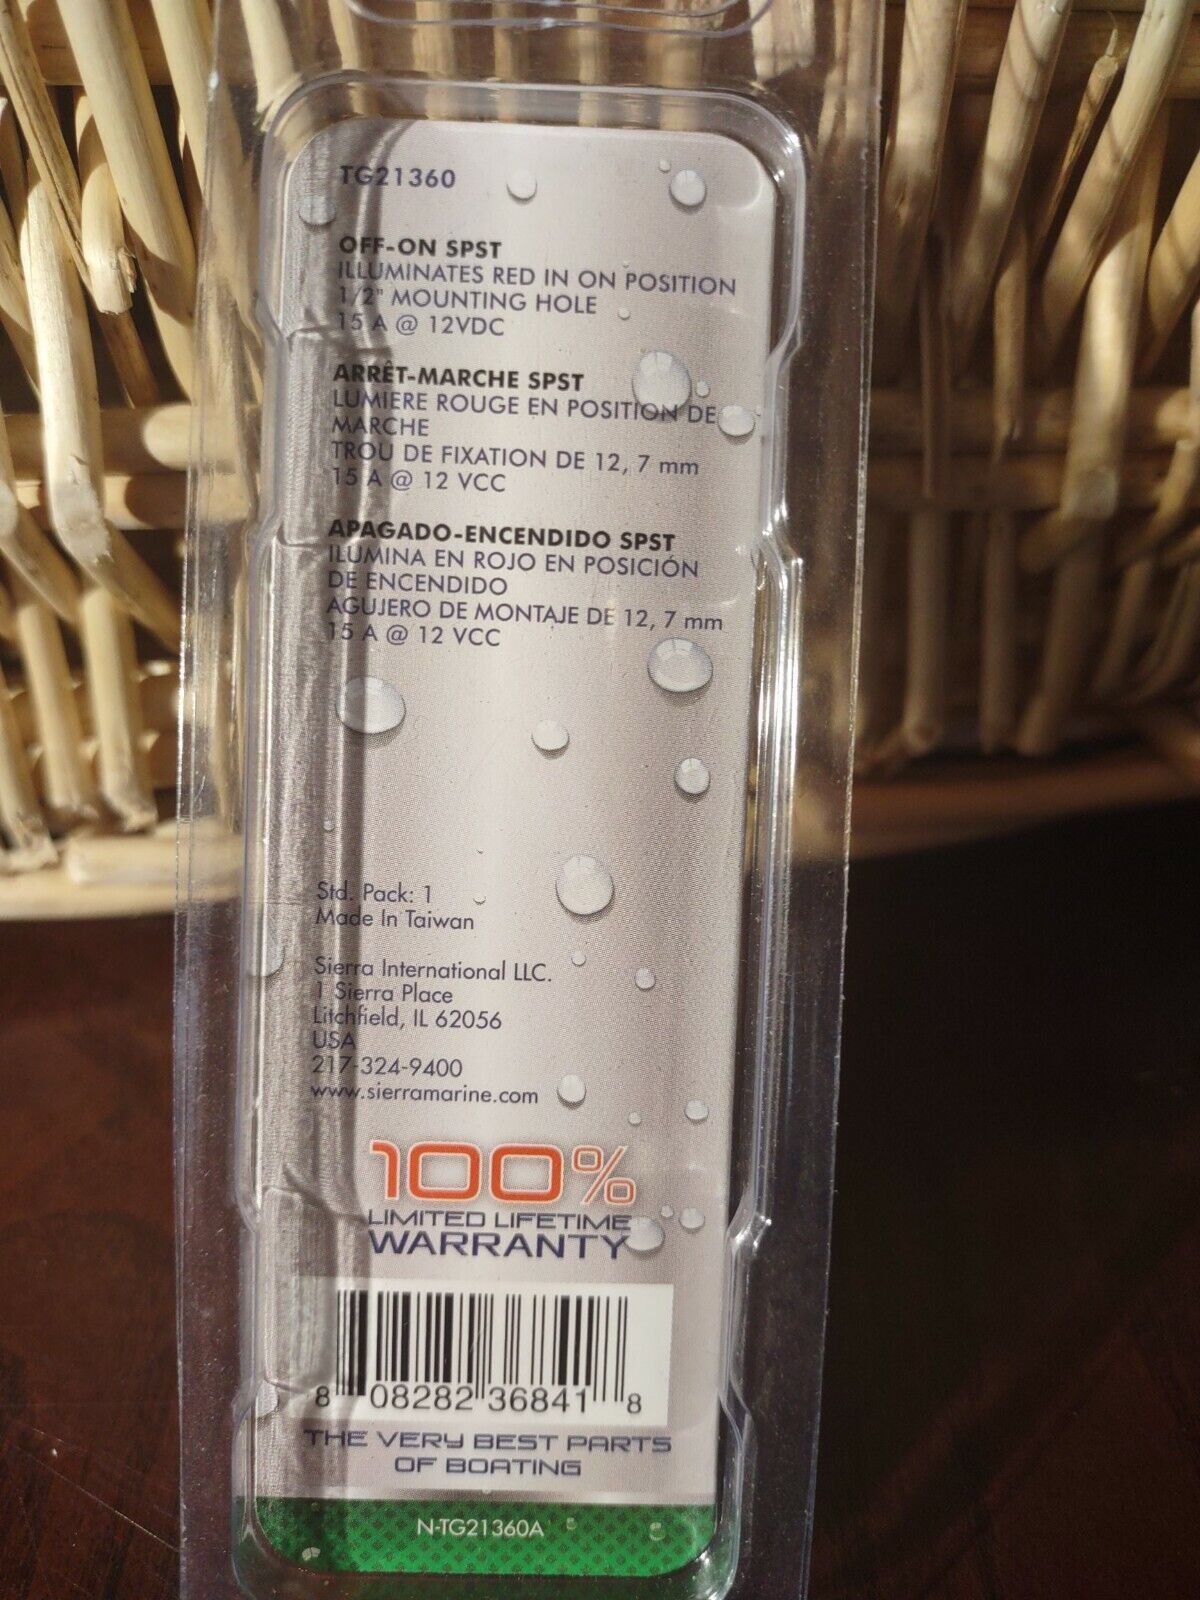 TG21360
OFF-ON SPST
ILLUMINATES RED IN ON POSITION
1/2" MOUNTING HOLE
15 A @ 12VDC
ARRÊT-MARCHE SPST
LUMIERE ROUGE EN POSITION DE
MARCHE
TROU DE FIXATION DE 12, 7 mm
15 A @ 12 VCC
APAGADO-ENCENDIDO SPST
ILUMINA EN ROJO EN POSICIÓN
DE ENCENDIDO
AGUJERO DE MONTAJE DE 12, 7 mm
15 A @ 12 VCC
Std. Pack: 1
Made In Taiwan
Sierra International LLC.
1 Sierra Place
Litchfield, IL 62056
USA
217-324-9400
www.sierramarine.com
100%
LIMITED LIFETIME
WARRANTY
8 08282 36841 8
THE VERY BEST PARTS
OF BOATING
N-TG21360A